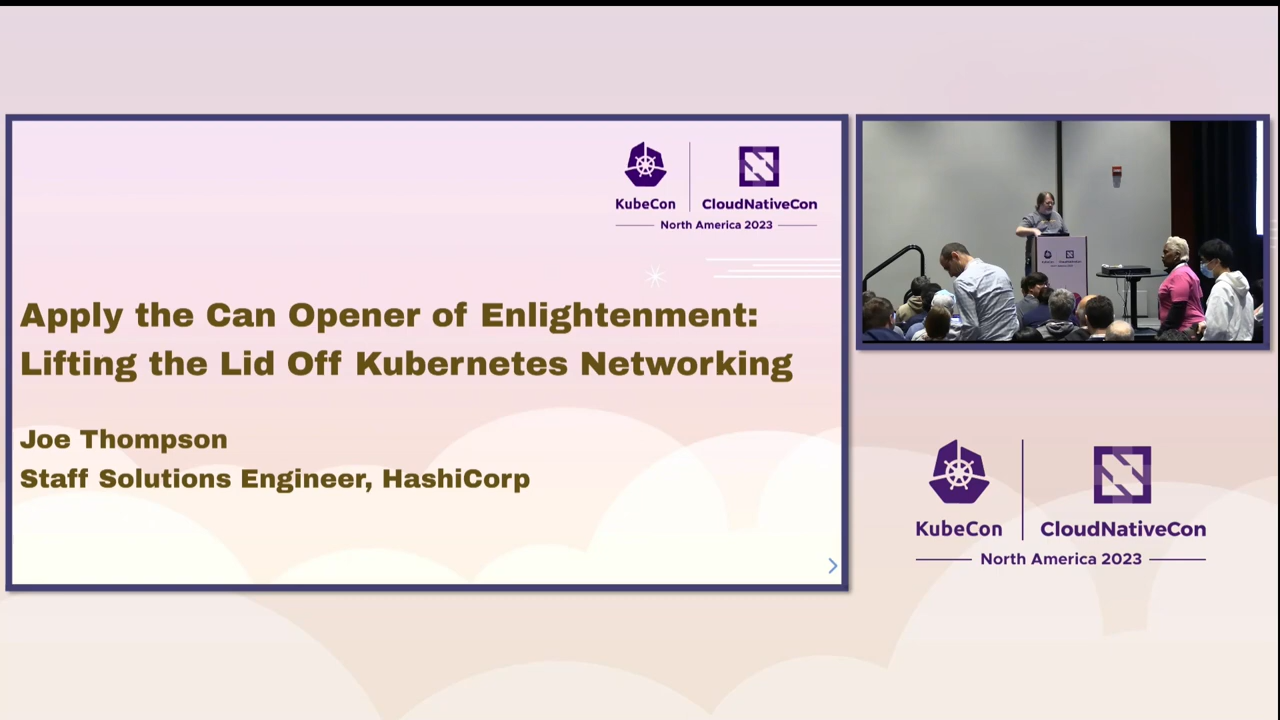 KubeCon
CloudNativeCon
North America 2023
Apply the Can Opener of Enlightenment:
Lifting the Lid Off Kubernetes Networking
Joe Thompson
Staff Solutions Engineer, HashiCorp
KubeCon
CloudNativeCon
North America 2023